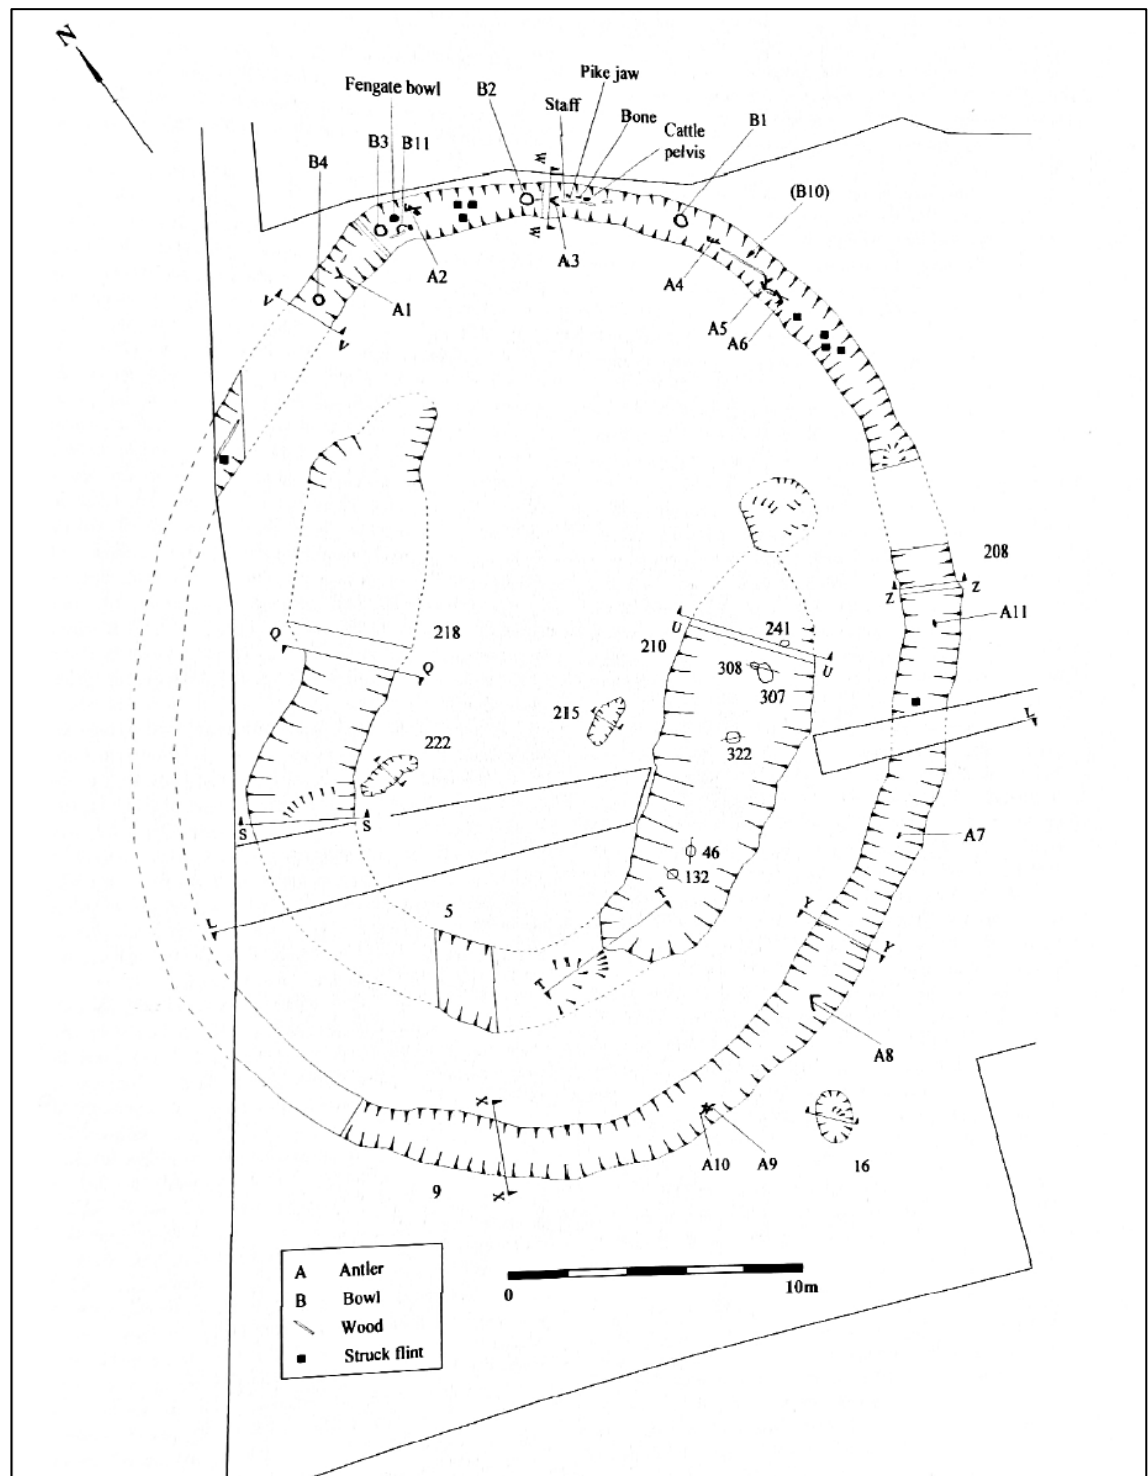 N
Pike jaw
Fengate bowl
B2
Staff
Bone
B1
B3
B11
Cattle
pelvis
B4
W
(B10)
W
A2
A3
A4
V
A1
A5
V
A6
208
Z
Z
A11
Q
218
U
241
210
Q
308
U
307
215
L
222
322
S
S
A7
46
132
T
Y
5
L
Y
T
A8
X
A10
A9
16
9
X
A Antler
B Bowl
Wood
Struck flint
0
10m